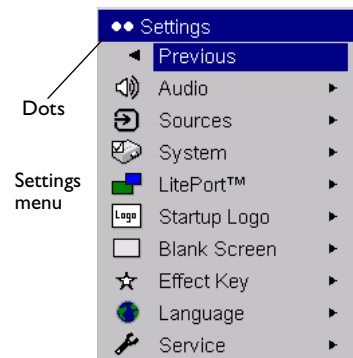 Settings
Previous
Audio
Dots
Sources
System
Settings
menu
LitePort™
Logo
Startup Logo
Blank Screen
Effect Key
Language
Service